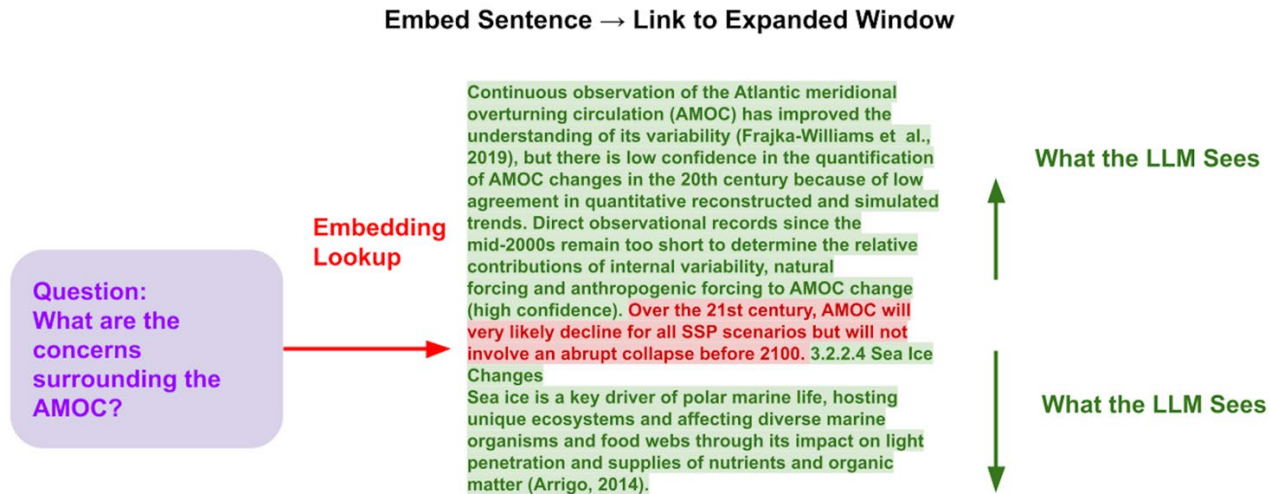 Embed Sentence → Link to Expanded Window
Question:
What are the
concerns
surrounding the
AMOC?
Embedding
Lookup
Continuous observation of the Atlantic meridional
overturning circulation (AMOC) has improved the
understanding of its variability (Frajka-Williams et al.,
2019), but there is low confidence in the quantification
of AMOC changes in the 20th century because of low
agreement in quantitative reconstructed and simulated
trends. Direct observational records since the
mid-2000s remain too short to determine the relative
contributions of internal variability, natural
forcing and anthropogenic forcing to AMOC change
(high confidence). Over the 21st century, AMOC will
very likely decline for all SSP scenarios but will not
involve an abrupt collapse before 2100. 3.2.2.4 Sea Ice
Changes
Sea ice is a key driver of polar marine life, hosting
unique ecosystems and affecting diverse marine
organisms and food webs through its impact on light
penetration and supplies of nutrients and organic
matter (Arrigo, 2014).
What the LLM Sees
What the LLM Sees